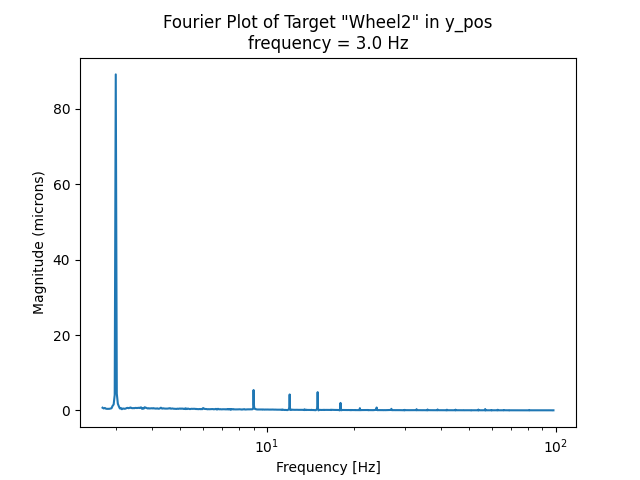 Fourier Plot of Target "Wheel2" in y_pos
frequency = 3.0 Hz
Magnitude (microns)
80
60
40
20
0
10¹
10²
Frequency [Hz]